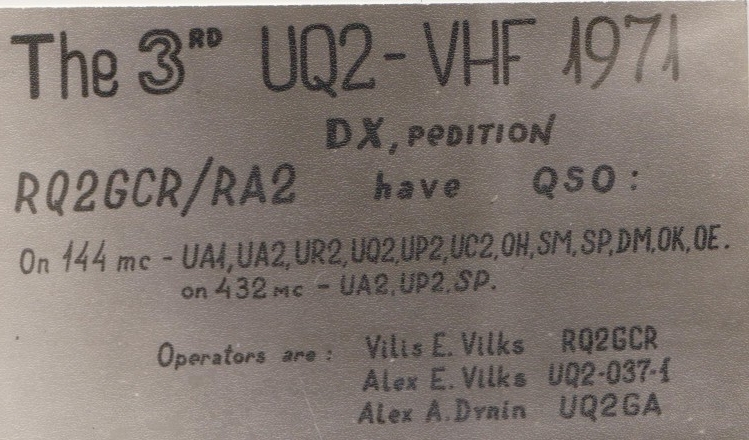 The 3RD UQ2-VHF 1971
DX, PEDITION
RQ2GCR/RA2 have QSO:
On 144 mc - UA1, UA2, UR2, UQ2, UP2, UC2, OH, SM, SP, DM, OK, OE.
on 432 mc - UA2, UP2, SP.
Operators are: Vilis E. Vilks RQ2GCR
Alex E. Vilks UQ2-037-1
Alex A. Dynin UQ2GA